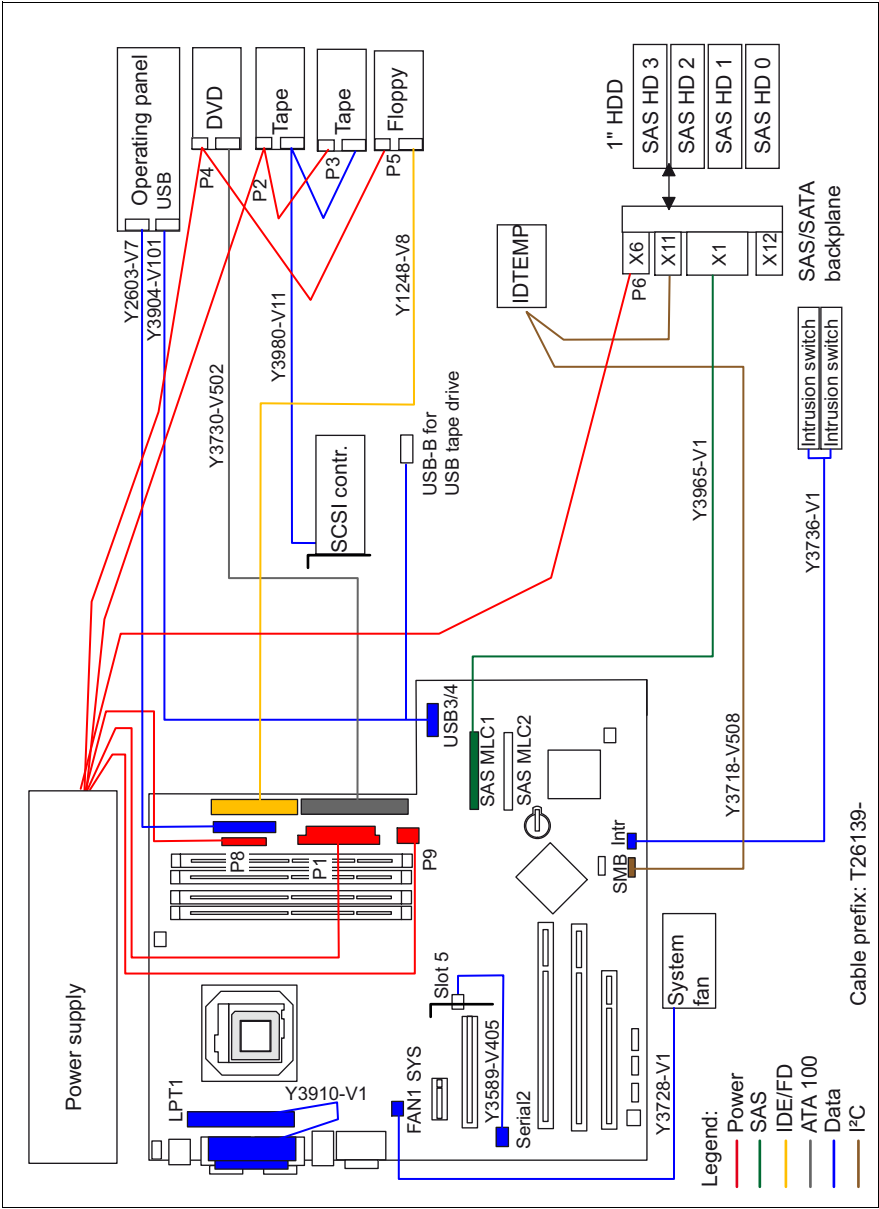 Operating panel
USB
DVD
Tape
Tape
Floppy
P4
P2
P3
P5
Y2603-V7
Y3904-V101
Y3730-V502
Y3980-V11
Y1248-V8
SCSI contr.
USB-B for
USB tape drive
1" HDD
SAS HD 3
SAS HD 2
SAS HD 1
SAS HD 0
IDTEMP
P6
X6
X11
X1
X12
SAS/SATA
backplane
Intrusion switch
Intrusion switch
Y3965-V1
Y3736-V1
Y3718-V508
Power supply
P8
P1
P9
USB3/4
SAS MLC1
SAS MLC2
SMB
Intr
LPT1
Y3910-V1
FAN1 SYS
Slot 5
Y3589-V405
Serial2
System
fan
Y3728-V1
Cable prefix: T26139-
Legend:
Power
SAS
IDE/FD
ATA 100
Data
I²C